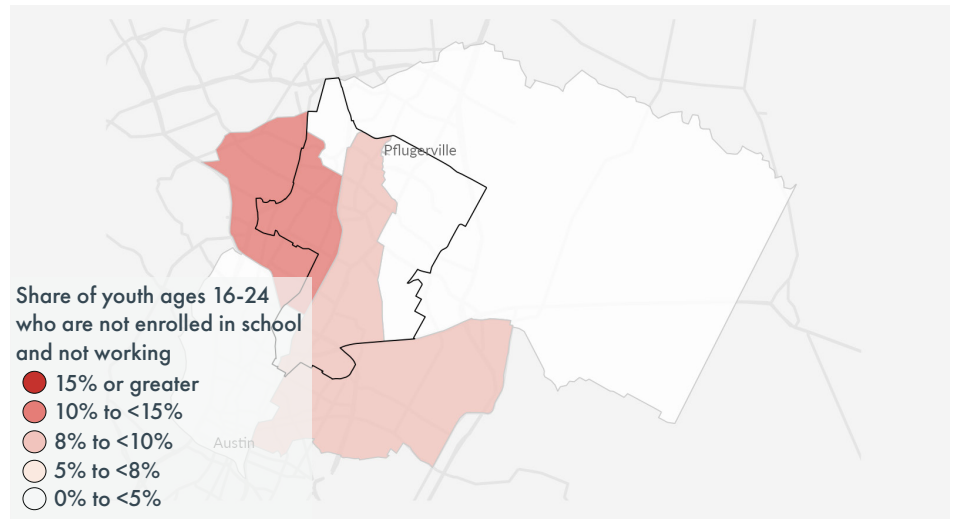 Pflugerville
Share of youth ages 16-24
who are not enrolled in school
and not working
15% or greater
10% to <15%
8% to <10%
5% to <8%
0% to <5%
Austin